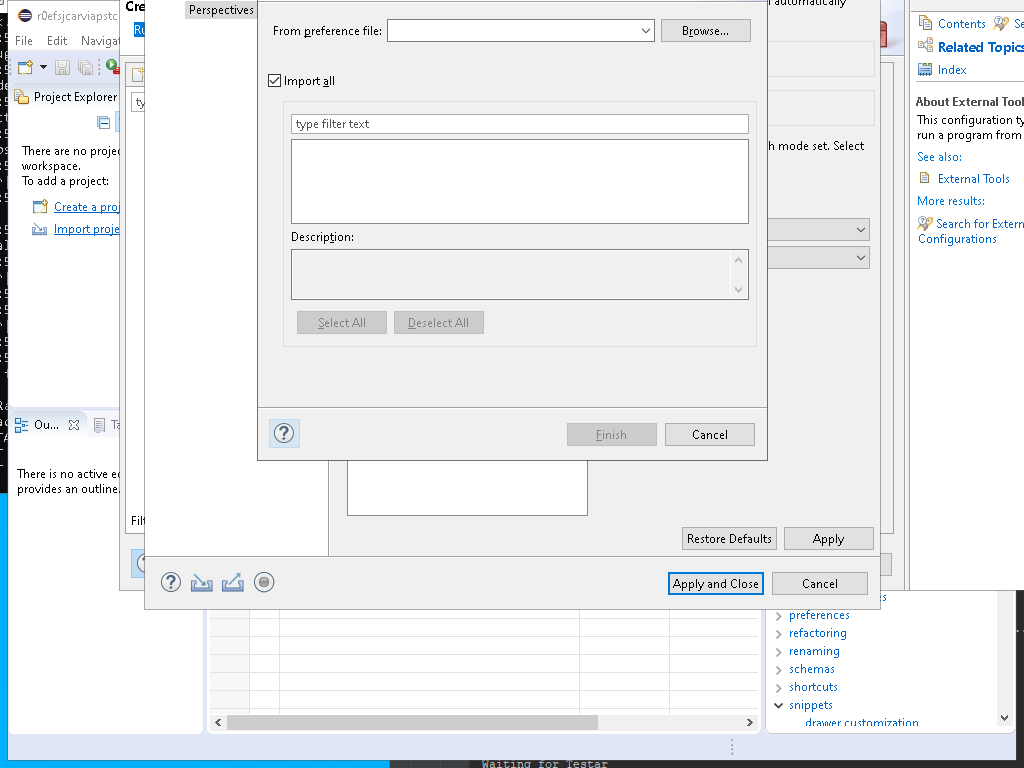 r0efsjcarviapstc
File Edit Navigat
Project Explorer
There are no proje
workspace.
To add a project:
Create a proj
Import proje
Ou...
Ta
There is no active e
provides an outline.
Cre
Ru
ty
Filt
Perspectives
From preference file:
Browse...
Import all
type filter text
Description:
Select All
Deselect All
Finish
Cancel
l automatically
h mode set. Select
Restore Defaults
Apply
Apply and Close
Cancel
Contents
Se
Related Topics
Index
About External Tool
This configuration ty
run a program from
See also:
External Tools
More results:
Search for Extern
Configurations
es
preferences
refactoring
renaming
schemas
shortcuts
snippets
drawer customization
Waiting for Testar